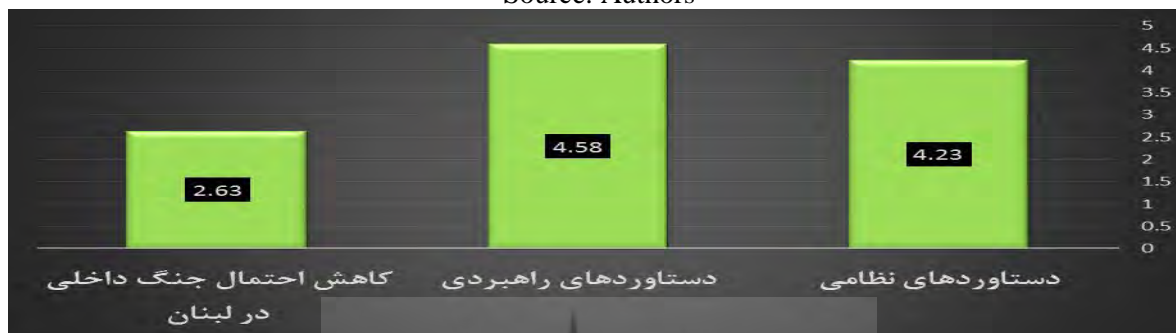 Source: Authors
5
4.5
4
3.5
3
2.5
2
1.5
1
0.5
0
4.23
4.58
2.63
دستاوردهای نظامی
دستاوردهای راهبردی
کاهش احتمال جنگ داخلی
در لبنان